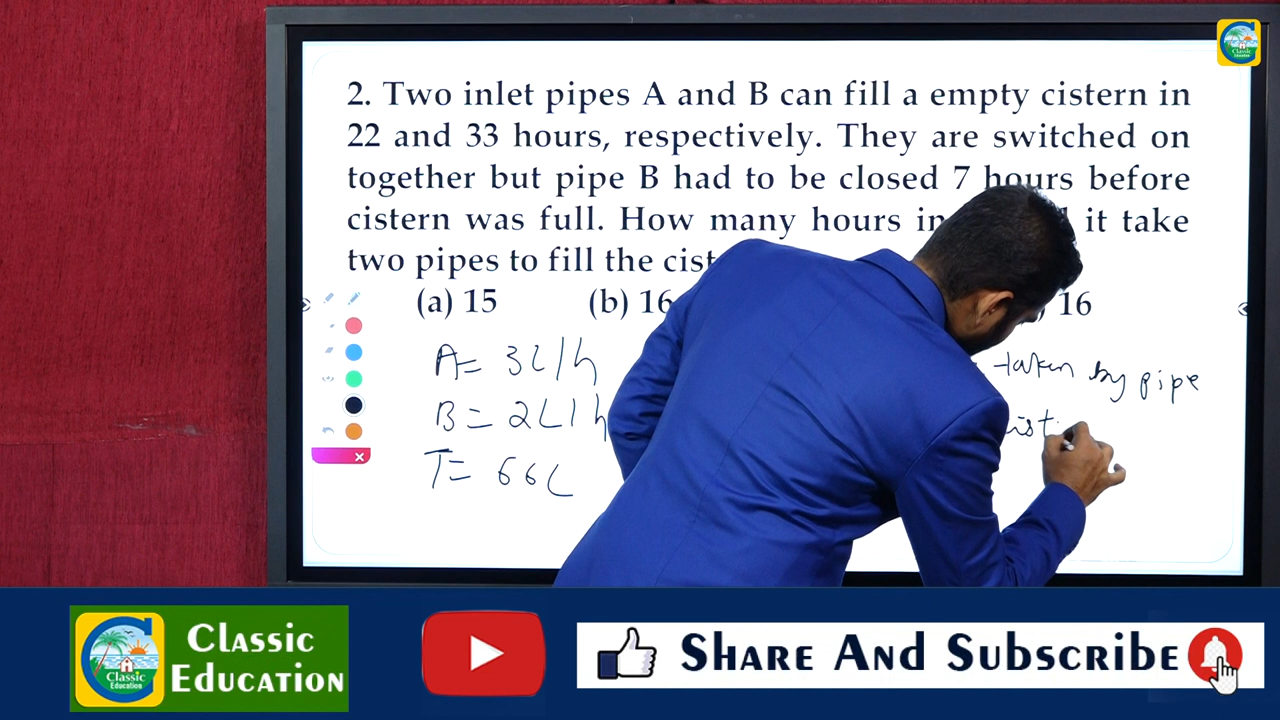 2. Two inlet pipes A and B can fill a empty cistern in
22 and 33 hours, respectively. They are switched on
together but pipe B had to be closed 7 hours before
cistern was full. How many hours in it take
two pipes to fill the
(a) 15 (b) 16 16
A = 3L/h
B = 2L/h
T = 66L
taken by pipe
Classic
Education
Classic
Education
Share And Subscribe